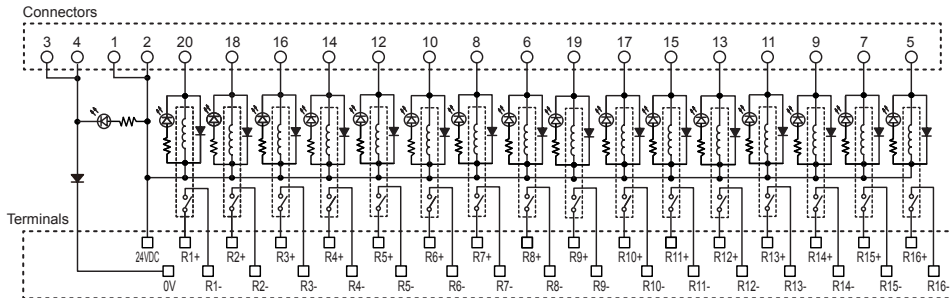 Connectors
3 4 1 2 20 18 16 14 12 10 8 6 19 17 15 13 11 9 7 5
Terminals
24VDC R1+ R2+ R3+ R4+ R5+ R6+ R7+ R8+ R9+ R10+ R11+ R12+ R13+ R14+ R15+ R16+
0V R1- R2- R3- R4- R5- R6- R7- R8- R9- R10- R11- R12- R13- R14- R15- R16-